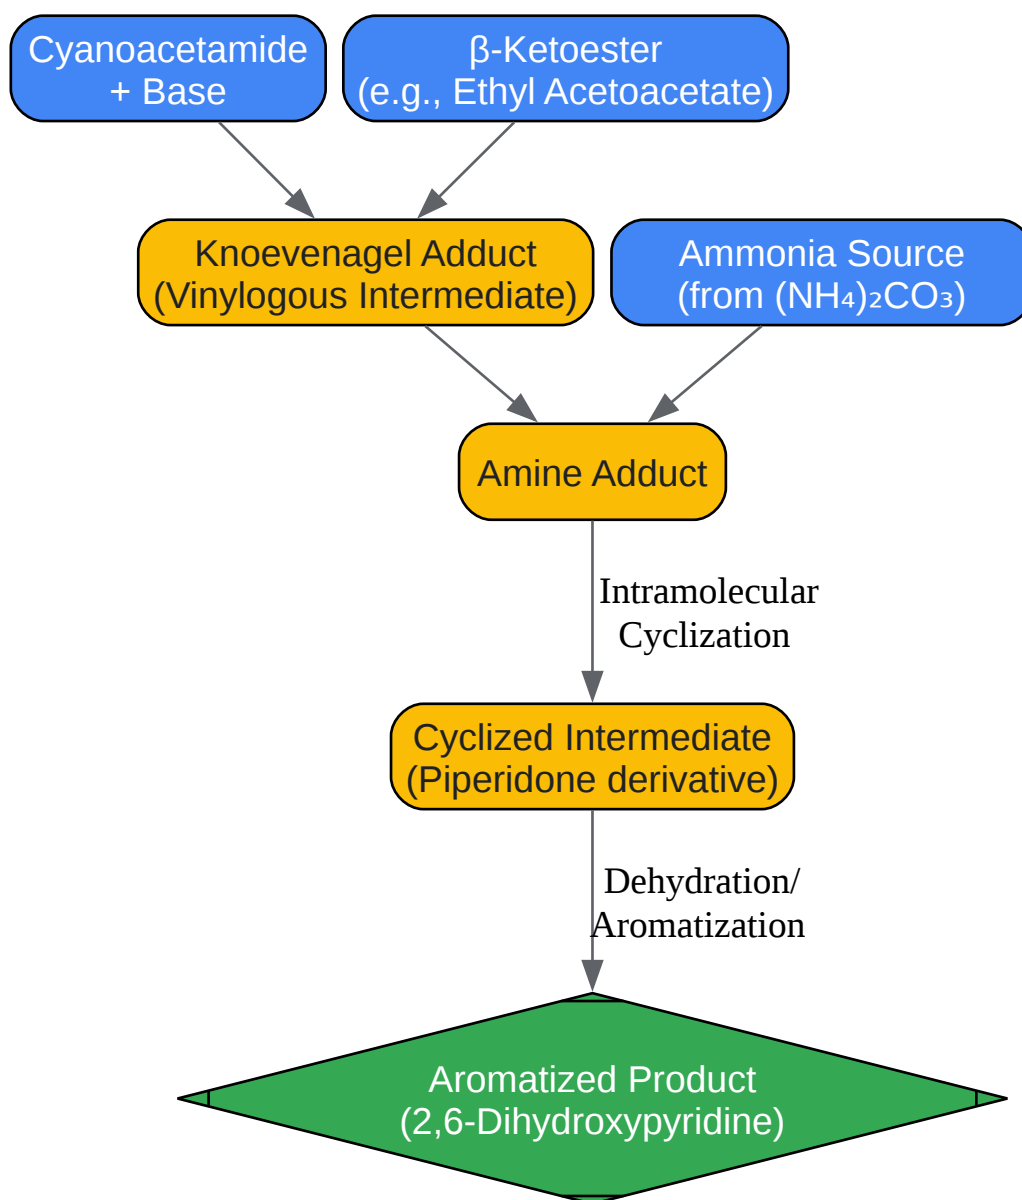 Cyanoacetamide
+ Base
β-Ketoester
(e.g., Ethyl Acetoacetate)
Knoevenagel Adduct
(Vinylogous Intermediate)
Ammonia Source
(from (NH₄)₂CO₃)
Amine Adduct
Intramolecular
Cyclization
Cyclized Intermediate
(Piperidone derivative)
Dehydration/
Aromatization
Aromatized Product
(2,6-Dihydroxypyridine)